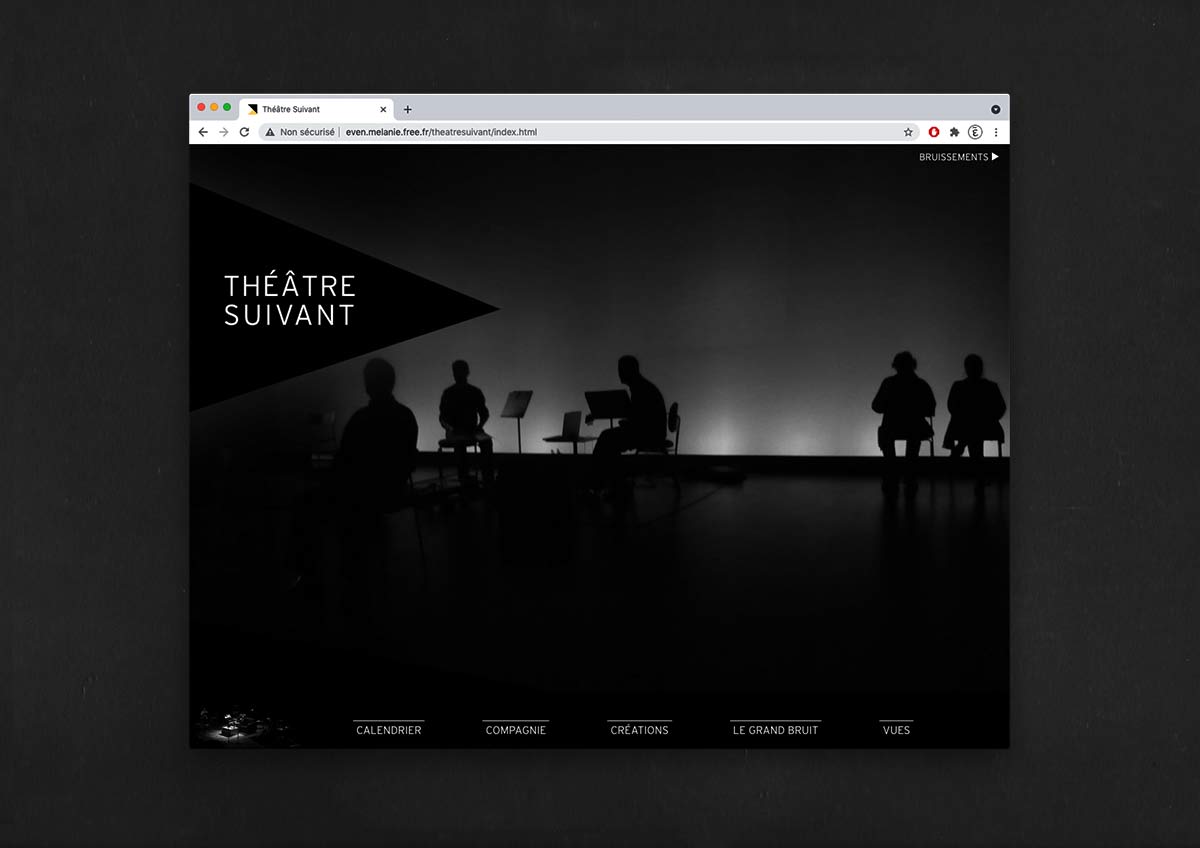 Théâtre Suivant
Non sécurisé | even.melanie.free.fr/theatresuivant/index.html
BRUISSEMENTS
THÉÂTRE
SUIVANT
CALENDRIER
COMPAGNIE
CRÉATIONS
LE GRAND BRUIT
VUES